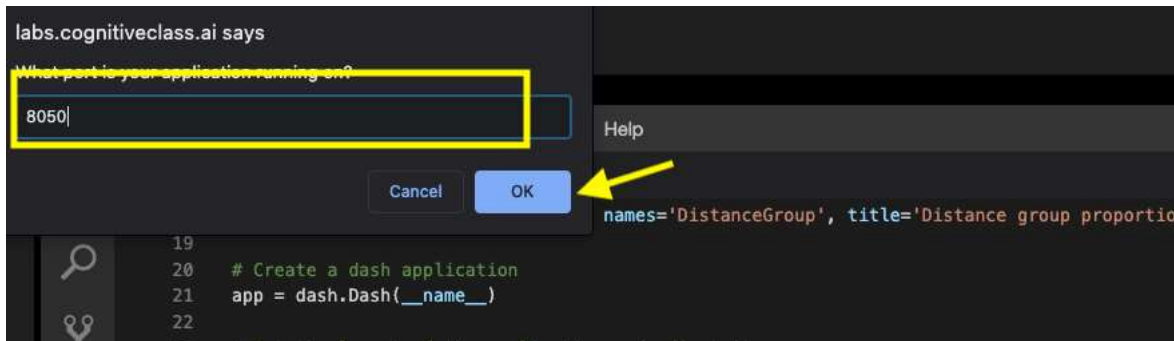 labs.cognitiveclass.ai says
What port is your application running on?
8050
Help
Cancel
OK
names='DistanceGroup', title='Distance group proportio
19
20 # Create a dash application
21 app = dash.Dash(__name__)
22